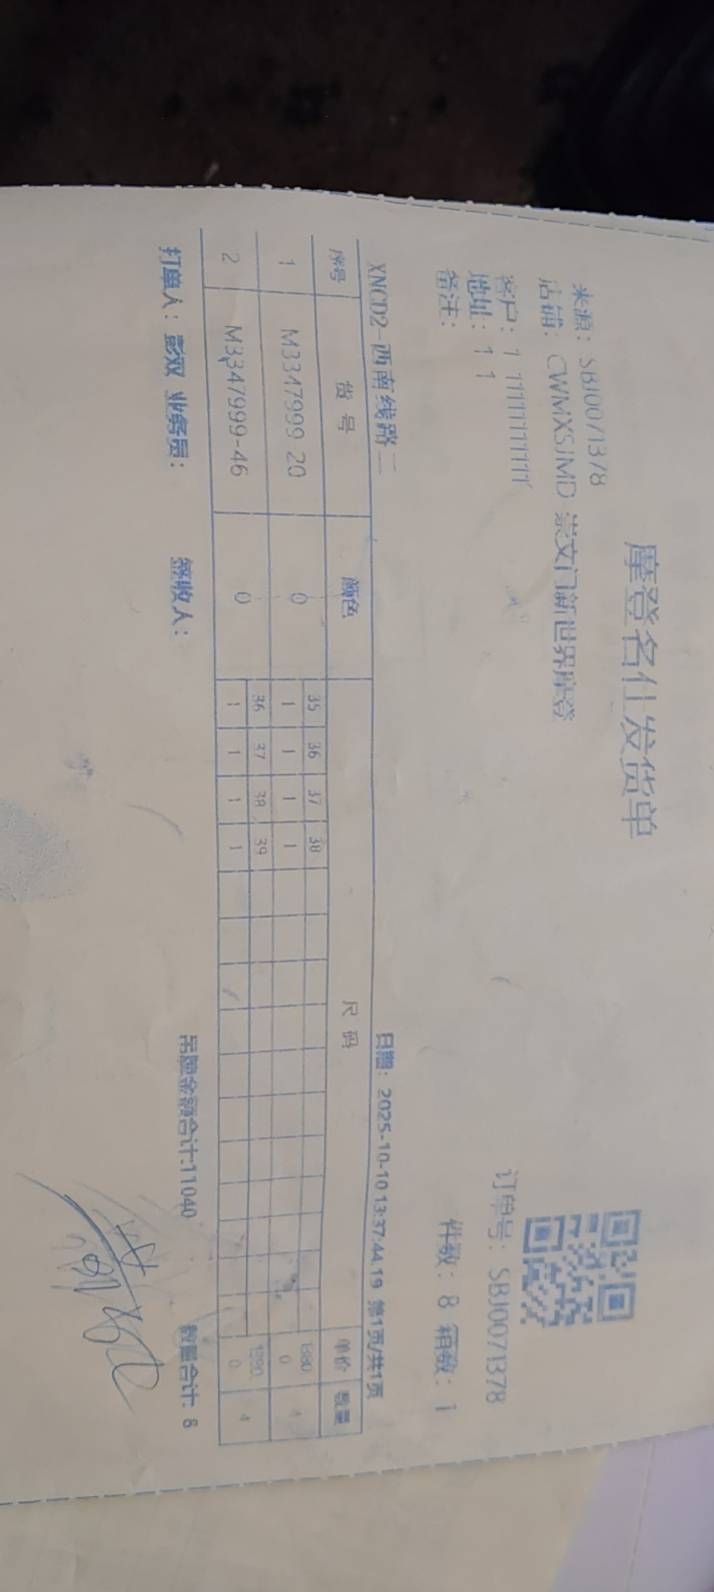 摩登名仕发货单
来源：SBJ0071378
店铺：CWMXSJMD 崇文门新世界摩登
订单号：SBJ0071378
客户：1 11111111111
地址：1 1
件数：8 箱数：1
备注：
XNCD2-西南线路二 日期：2025-10-10 13:37:44.19 第1页/共1页
序号 货号 颜色 尺码 单价 数量
35 36 37 38
1 M3347999-20 0 1 1 1 1 0 4
36 37 38 39
2 M3347999-46 0 1 1 1 1 0 4
打单人：彭双 业务员： 签收人： 吊牌金额合计:11040 数量合计: 8